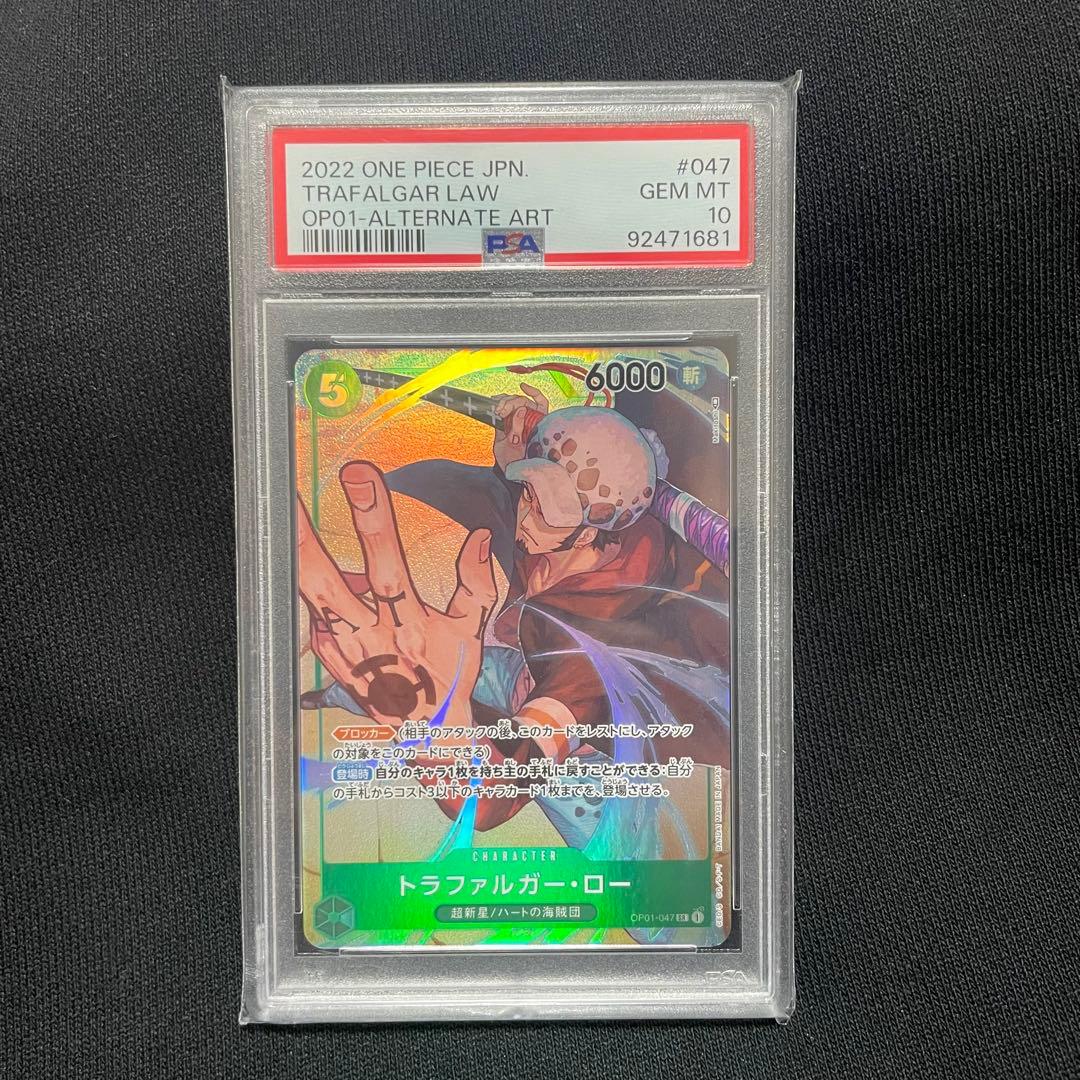 2022 ONE PIECE JPN. #047
TRAFALGAR LAW GEM MT
OP01-ALTERNATE ART 10
PSA 92471681
5
6000 斬
ATI
ブロッカー (相手のアタックの後、このカードをレストにし、アタック
の対象をこのカードにできる)
登場時 自分のキャラ1枚を持ち主の手札に戻すことができる:自分
の手札からコスト3以下のキャラカード1枚までを、登場させる。
CHARACTER
トラファルガー・ロー
超新星/ハートの海賊団
OP01-047 SR 1
BANDAI MADE IN JAPAN
PSA